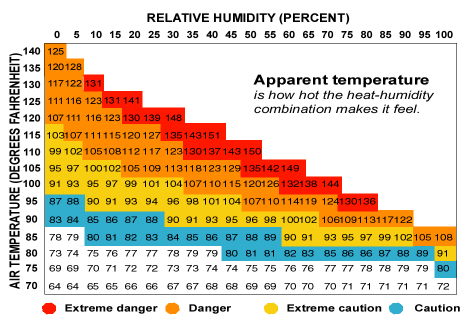 RELATIVE HUMIDITY (PERCENT)
0 5 10 20 30 40 50 60 70 80 90 100
AIR TEMPERATURE (DEGREES FAHRENHEIT)
140 125
135 120 128
130 117 122 131
125 111 116 123 131 141
120 107 111 116 123 130 139 148
115 103 107 111 115 120 127 135 143 151
110 99 102 105 108 112 117 123 130 137 143 150
105 95 97 100 102 105 109 113 118 123 129 135 142 149
100 91 93 95 97 99 101 104 107 110 115 120 126 132 138 144
95 87 88 90 91 93 94 96 98 101 104 107 110 114 119 124 130 136
90 83 84 85 86 87 88 90 91 93 95 96 98 100 102 106 109 113 117 122
85 78 79 80 81 82 83 84 85 86 87 88 89 90 91 93 95 97 99 102 105 108
80 73 74 75 76 77 77 78 79 79 80 81 81 82 83 85 86 86 87 88 89 91
75 69 69 70 71 72 72 73 73 74 74 75 75 76 76 77 77 78 78 79 79 80
70 64 64 65 65 66 66 67 67 68 68 69 69 70 70 70 70 71 71 71 71 72
Apparent temperature
is how hot the heat-humidity
combination makes it feel.
Extreme danger Danger Extreme caution Caution